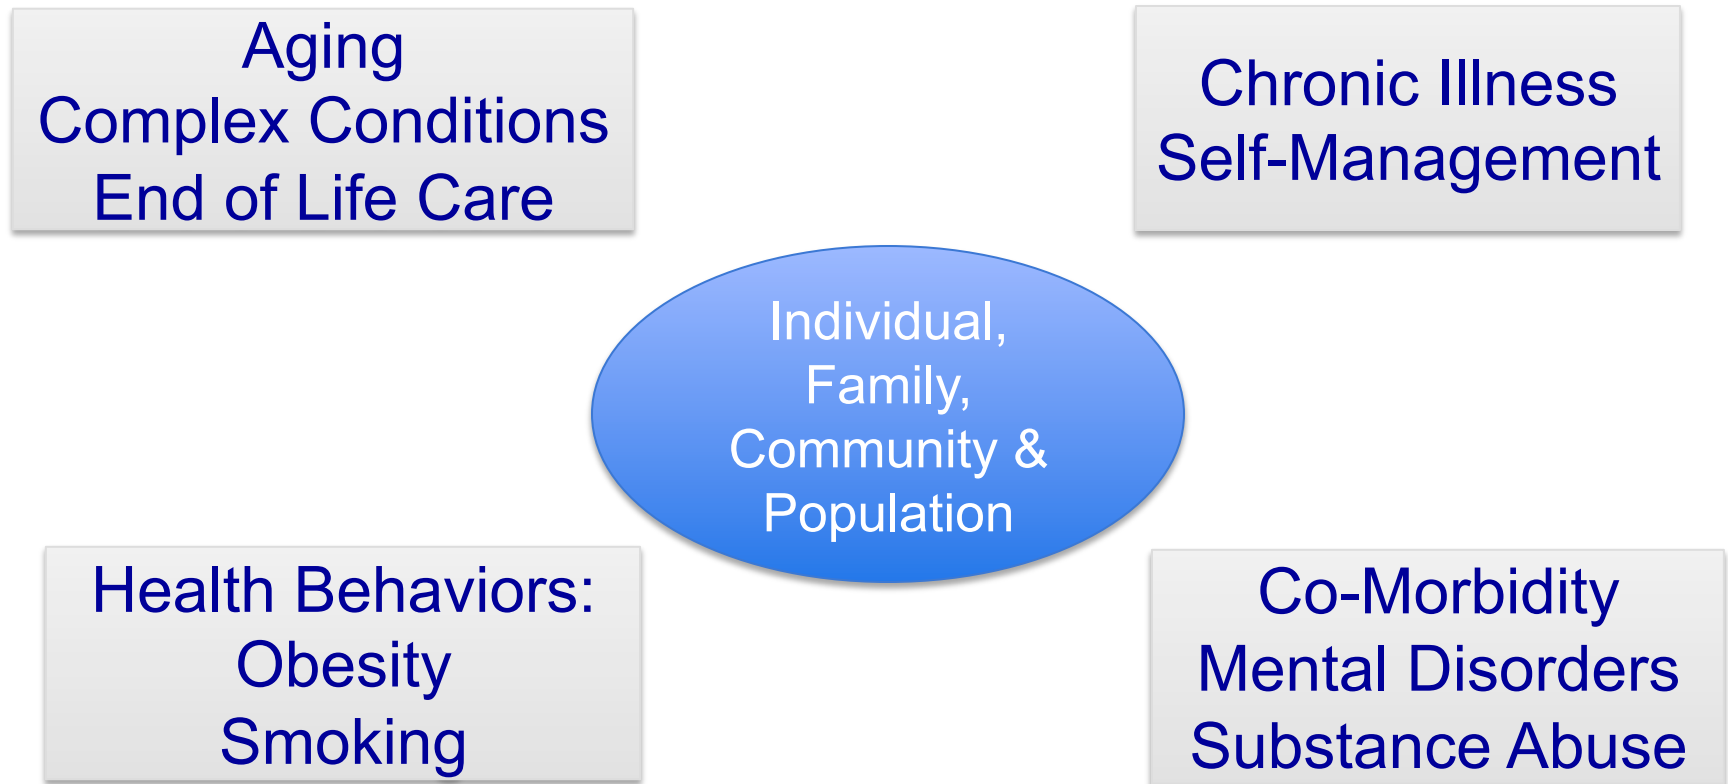 Aging
Complex Conditions
End of Life Care
Chronic Illness
Self-Management
Individual,
Family,
Community &
Population
Health Behaviors:
Obesity
Smoking
Co-Morbidity
Mental Disorders
Substance Abuse